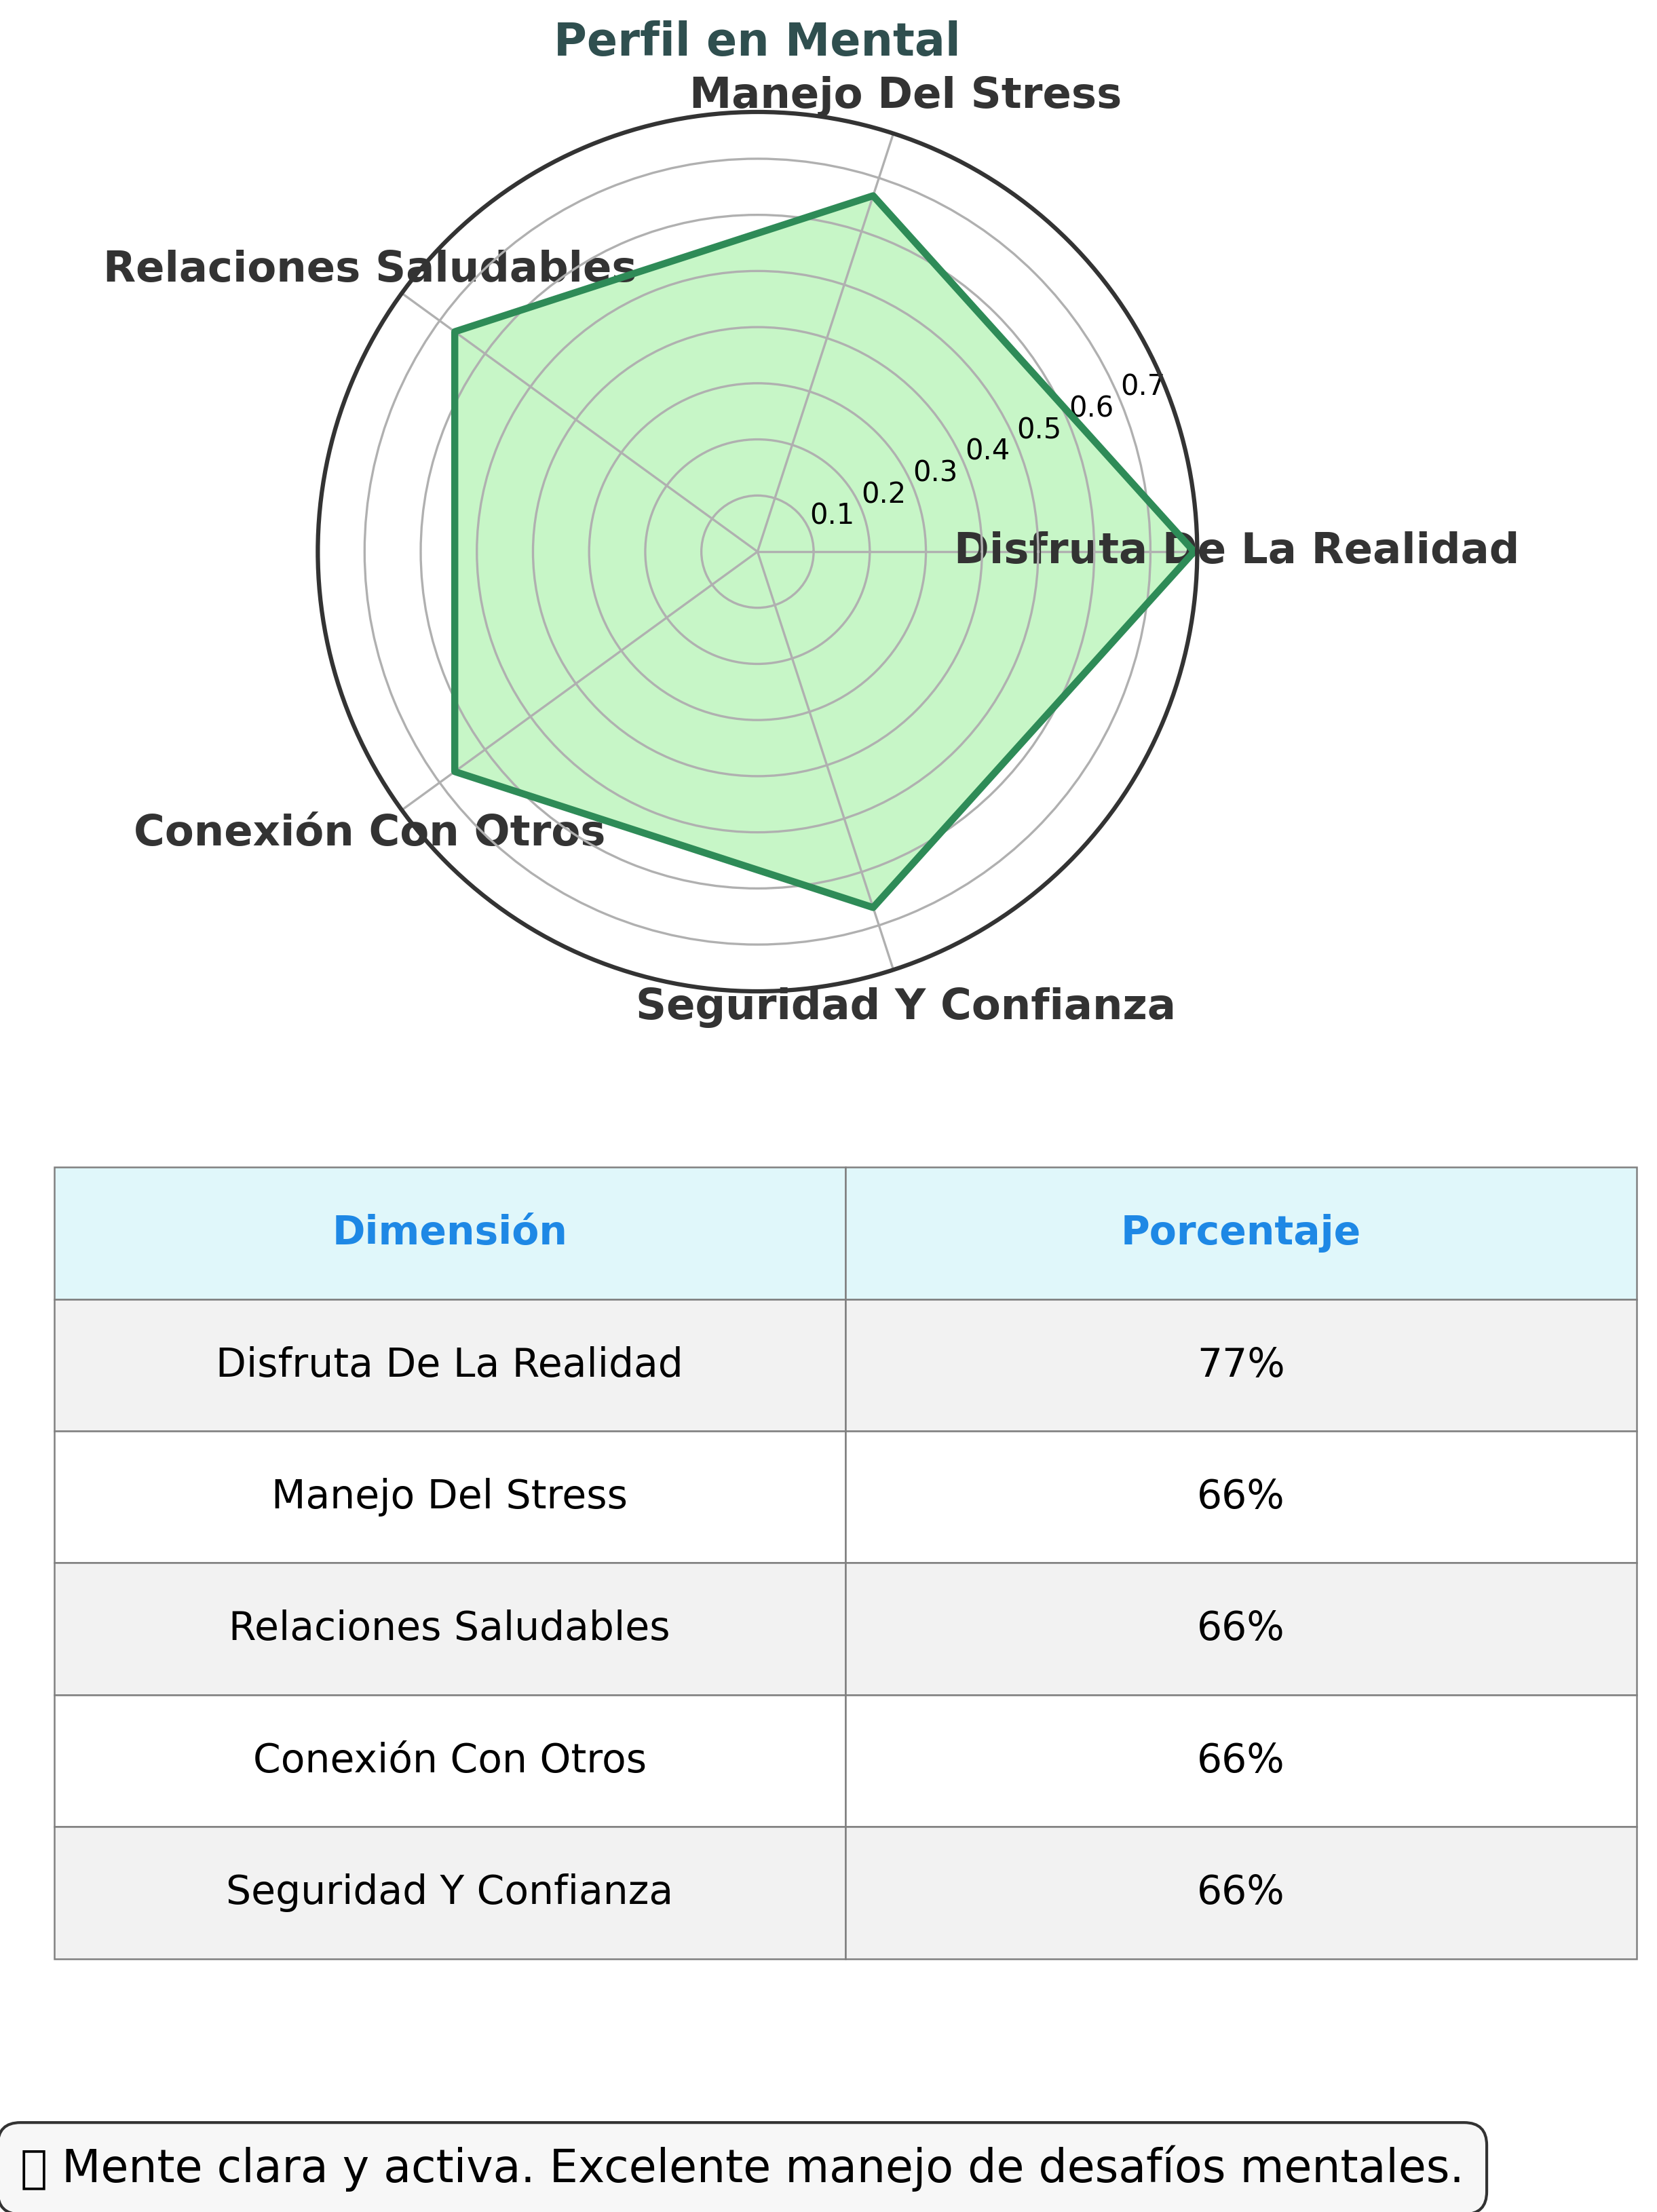 Perfil en Mental
Manejo Del Stress
Relaciones Saludables
0.7
0.6
0.5
0.4
0.3
0.2
0.1
Disfruta De La Realidad
Conexión Con Otros
Seguridad Y Confianza
Dimensión Porcentaje
Disfruta De La Realidad 77%
Manejo Del Stress 66%
Relaciones Saludables 66%
Conexión Con Otros 66%
Seguridad Y Confianza 66%
Mente clara y activa. Excelente manejo de desafíos mentales.